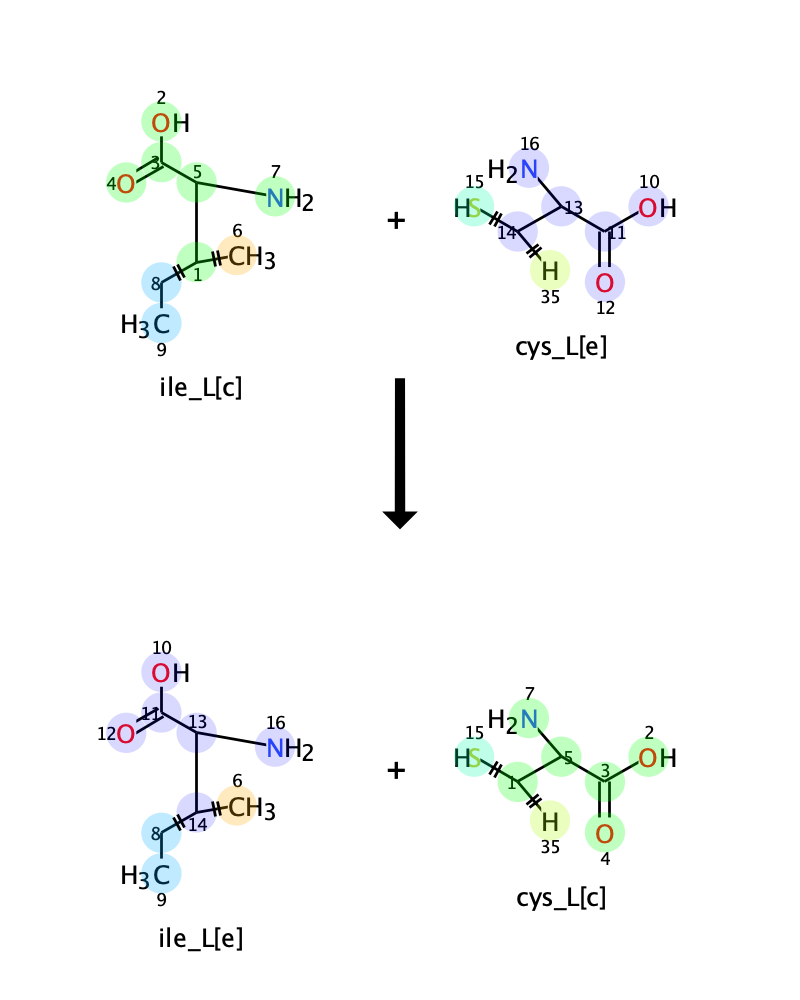 2
OH
3
4O
5
7
NH2
6
CH3
1
8
H3C
9
ile_L[c]
+
16
H2N
15
HS
13
10
OH
14
11
H
35
O
12
cys_L[e]
10
OH
11
12O
13
16
NH2
6
CH3
14
8
H3C
9
ile_L[e]
+
7
H2N
15
HS
5
2
OH
1
3
H
35
O
4
cys_L[c]